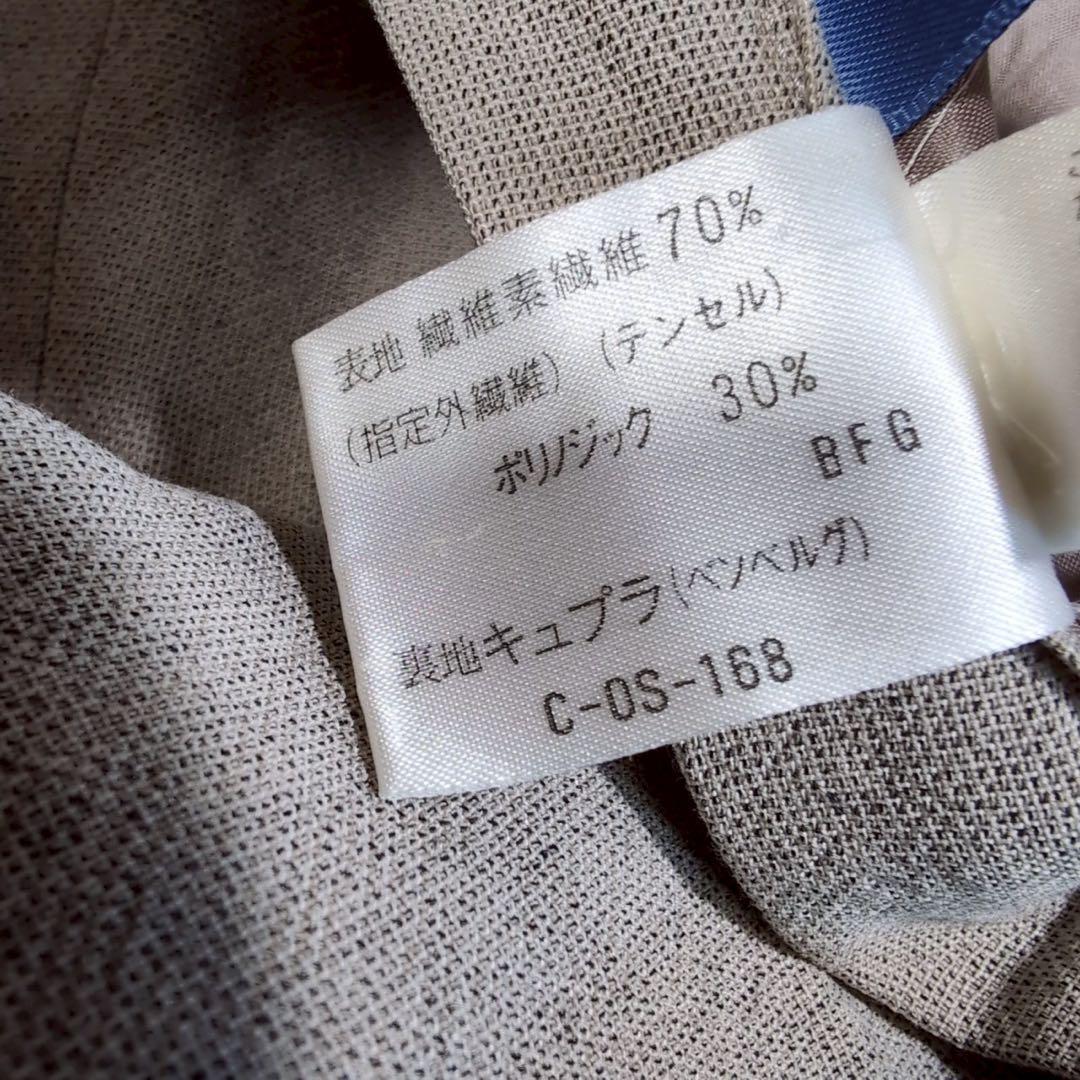 表地 繊維素繊維 70%
(指定外繊維) (テンセル)
ポリノジック 30%
BFG
裏地キュプラ(ベンベルグ)
C-OS-168